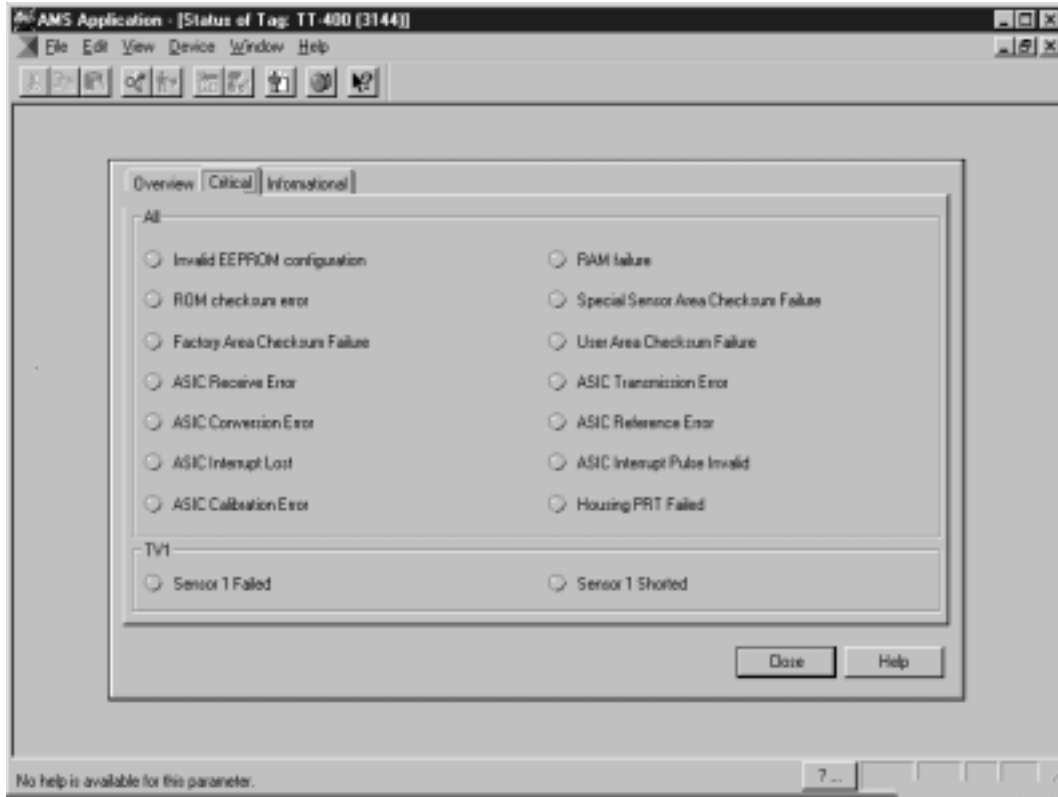 AMS Application - [Status of Tag: TT-400 (3144)]
File Edit View Device Window Help
Overview Critical Informational
All
Invalid EEPROM configuration
RAM failure
ROM checksum error
Special Sensor Area Checksum Failure
Factory Area Checksum Failure
User Area Checksum Failure
ASIC Receive Error
ASIC Transmission Error
ASIC Conversion Error
ASIC Reference Error
ASIC Interrupt Lost
ASIC Interrupt Pulse Invalid
ASIC Calibration Error
Housing PRT Failed
TV1
Sensor 1 Failed
Sensor 1 Shorted
Close
Help
No help is available for this parameter.
? ...